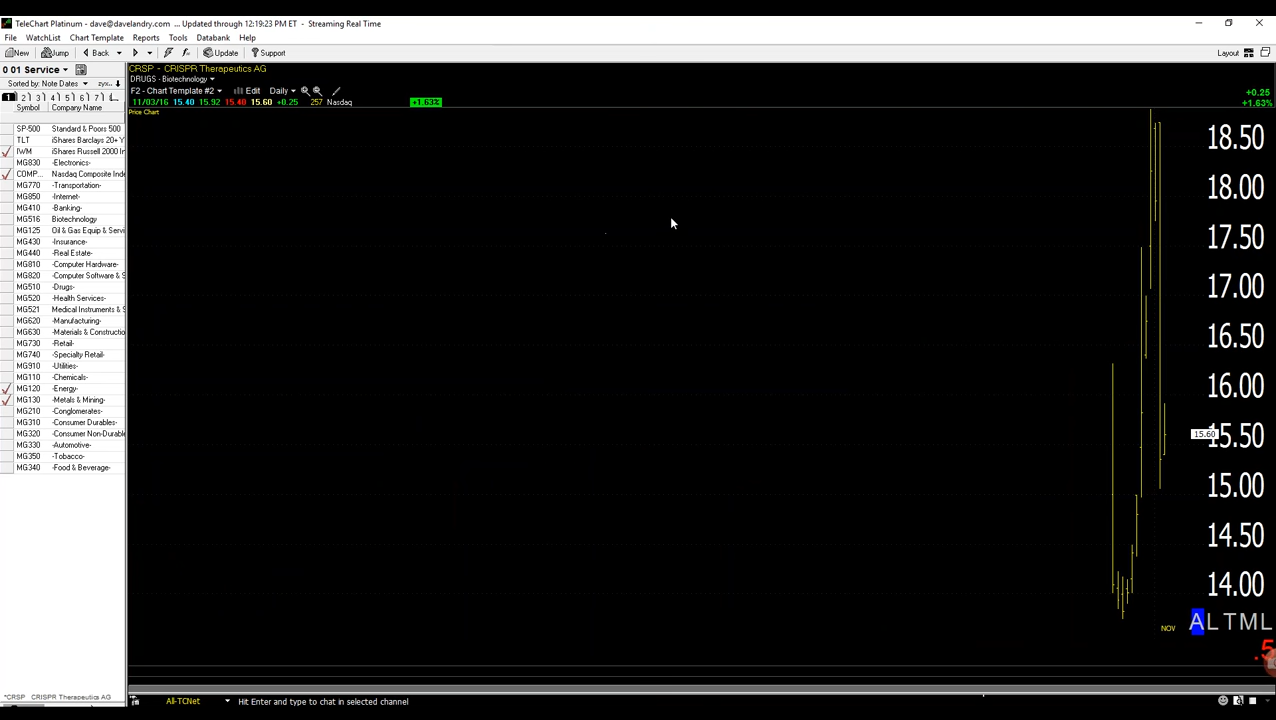 TeleChart Platinum - dave@davelandry.com ... Updated through 12:19:23 PM ET - Streaming Real Time
File WatchList Chart Template Reports Tools Databank Help
New Jump Back Update Support Layout
0 01 Service
Sorted by: Note Dates zyx..
1 2 3 4 5 6 7
Symbol Company Name
SP-500 Standard & Poors 500
TLT iShares Barclays 20+ Y
IWM iShares Russell 2000 In
MG830 -Electronics-
COMP... Nasdaq Composite Inde
MG770 -Transportation-
MG850 -Internet-
MG410 -Banking-
MG516 Biotechnology
MG125 Oil & Gas Equip & Servi
MG430 -Insurance-
MG440 -Real Estate-
MG810 -Computer Hardware-
MG820 -Computer Software & S
MG510 -Drugs-
MG520 -Health Services-
MG521 Medical Instruments & S
MG620 -Manufacturing-
MG630 -Materials & Constructio
MG730 -Retail-
MG740 -Specialty Retail-
MG910 -Utilities-
MG110 -Chemicals-
MG120 -Energy-
MG130 -Metals & Mining-
MG210 -Conglomerates-
MG310 -Consumer Durables-
MG320 -Consumer Non-Durable
MG330 -Automotive-
MG350 -Tobacco-
MG340 -Food & Beverage-
*CRSP CRISPR Therapeutics AG
CRSP - CRISPR Therapeutics AG
DRUGS - Biotechnology
F2 - Chart Template #2 Edit Daily
11/03/16 15.40 15.92 15.40 15.60 +0.25 257 Nasdaq +1.63%
Price Chart
+0.25
+1.63%
18.50
18.00
17.50
17.00
16.50
16.00
15.60
15.50
15.00
14.50
14.00
NOV
ALTML
.5
All-TCNet Hit Enter and type to chat in selected channel